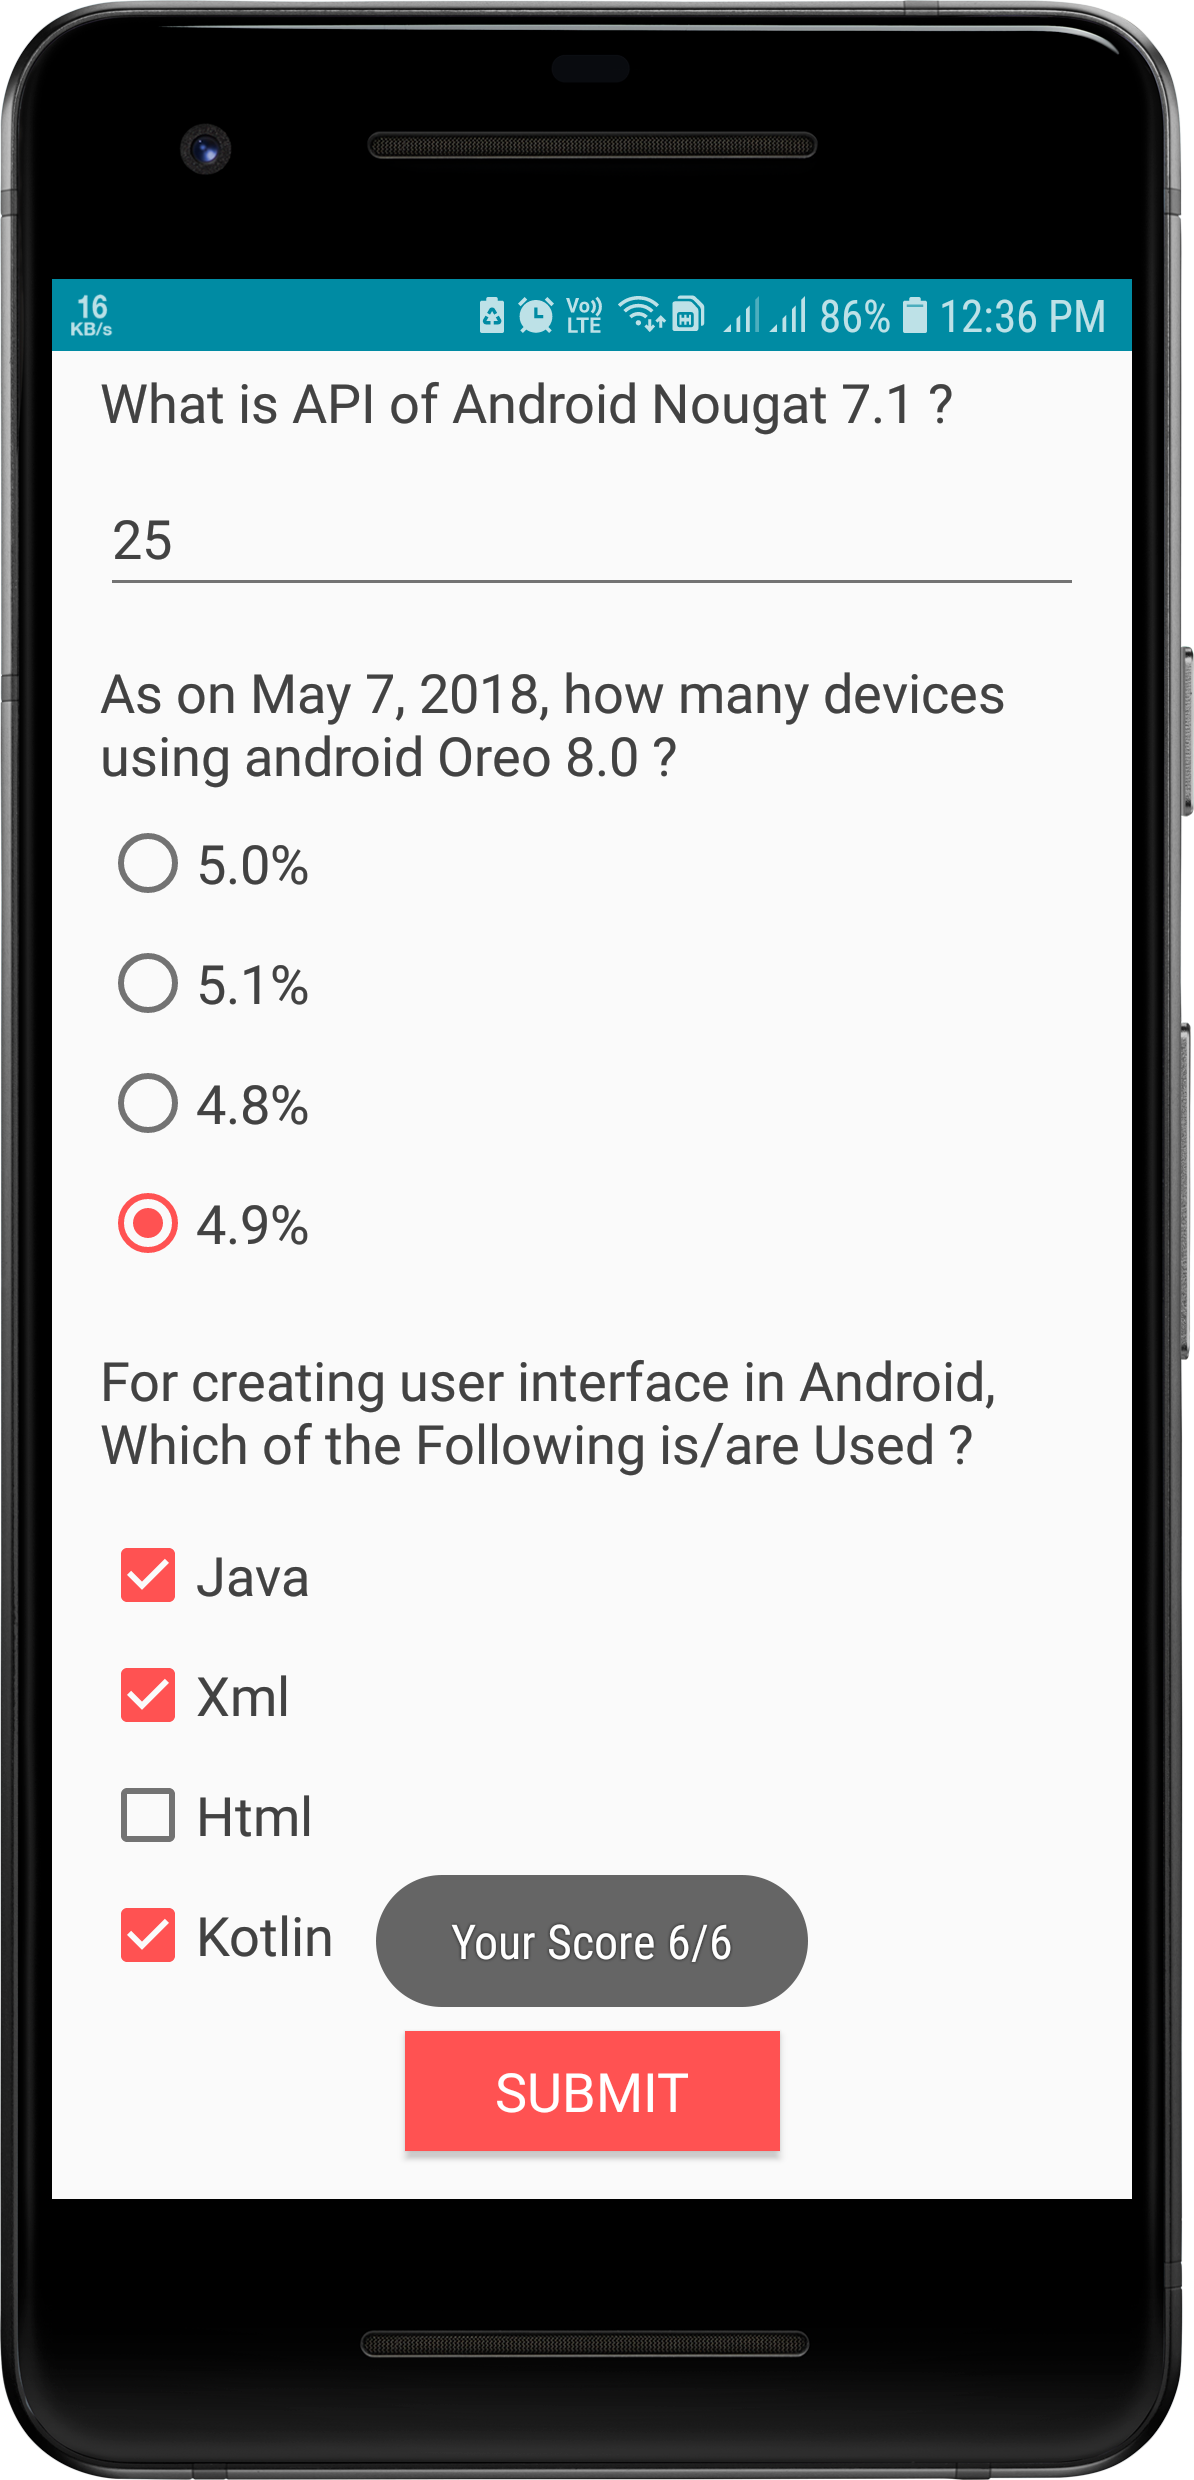 16
KB/s
Vo))
LTE
86%
12:36 PM
What is API of Android Nougat 7.1 ?
25
As on May 7, 2018, how many devices
using android Oreo 8.0 ?
5.0%
5.1%
4.8%
4.9%
For creating user interface in Android,
Which of the Following is/are Used ?
Java
Xml
Html
Kotlin
Your Score 6/6
SUBMIT